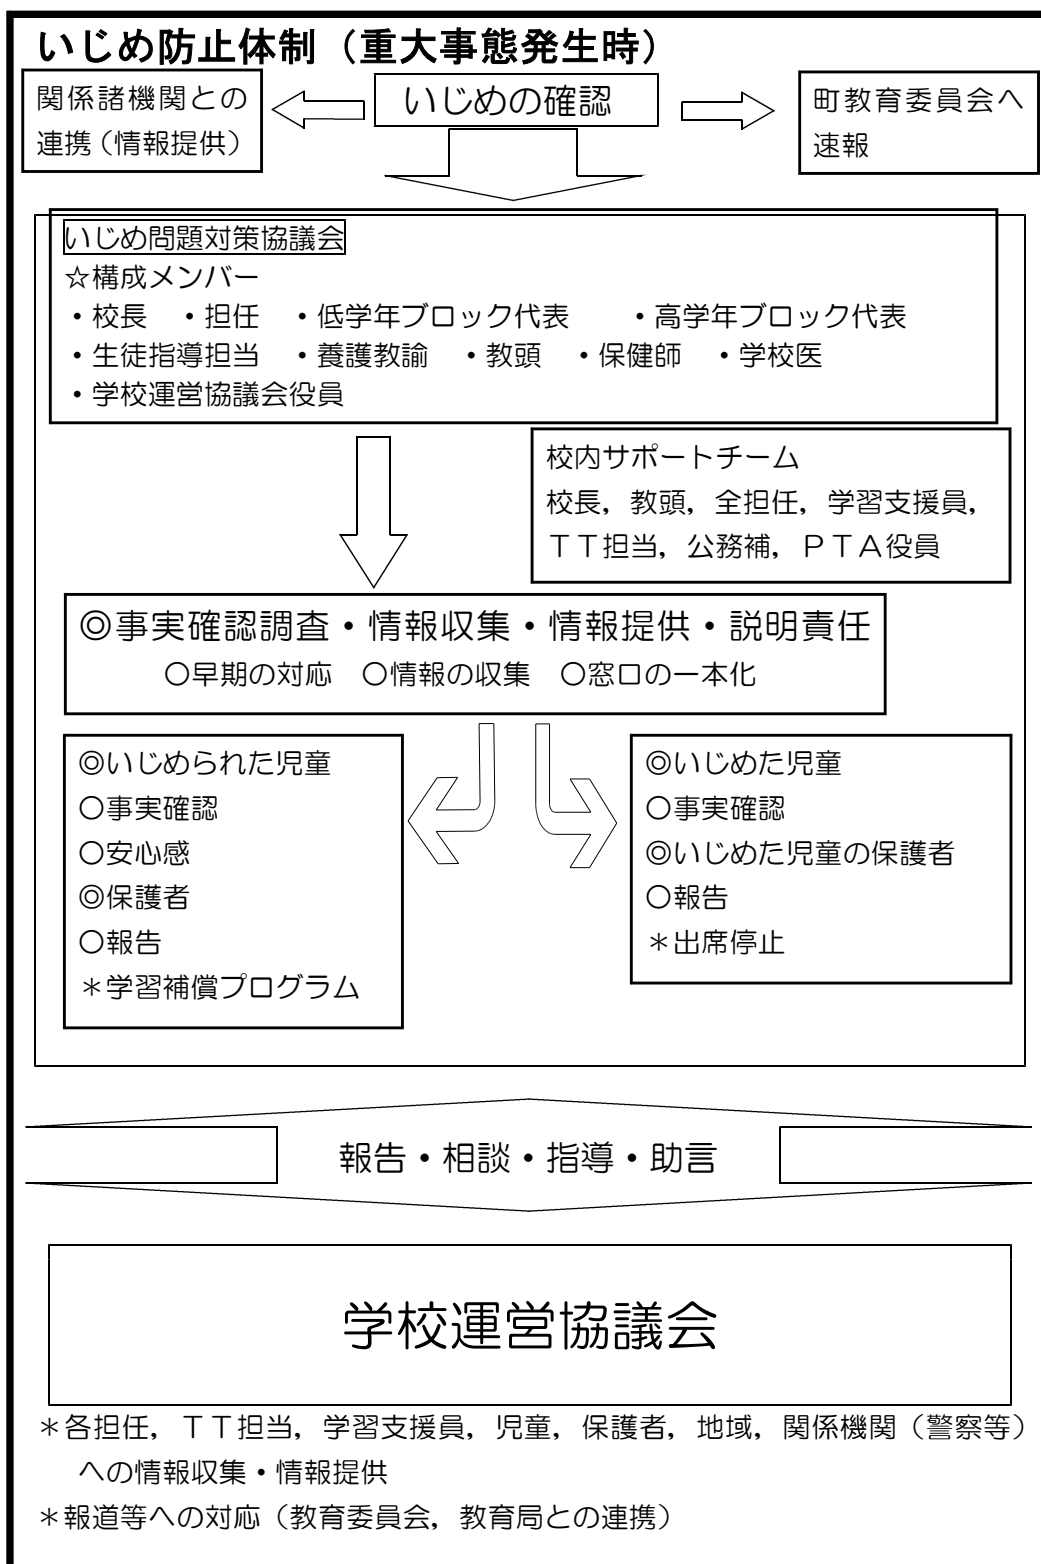 いじめ防止体制（重大事態発生時）
関係諸機関との
連携（情報提供）
いじめの確認
町教育委員会へ
速報
いじめ問題対策協議会
☆構成メンバー
・校長　・担任　・低学年ブロック代表　　・高学年ブロック代表
・生徒指導担当　・養護教諭　・教頭　・保健師　・学校医
・学校運営協議会役員
校内サポートチーム
校長，教頭，全担任，学習支援員，
ＴＴ担当，公務補，ＰＴＡ役員
◎事実確認調査・情報収集・情報提供・説明責任
○早期の対応　○情報の収集　○窓口の一本化
◎いじめられた児童
○事実確認
○安心感
◎保護者
○報告
＊学習補償プログラム
◎いじめた児童
○事実確認
◎いじめた児童の保護者
○報告
＊出席停止
報告・相談・指導・助言
学校運営協議会
＊各担任，ＴＴ担当，学習支援員，児童，保護者，地域，関係機関（警察等）
への情報収集・情報提供
＊報道等への対応（教育委員会，教育局との連携）